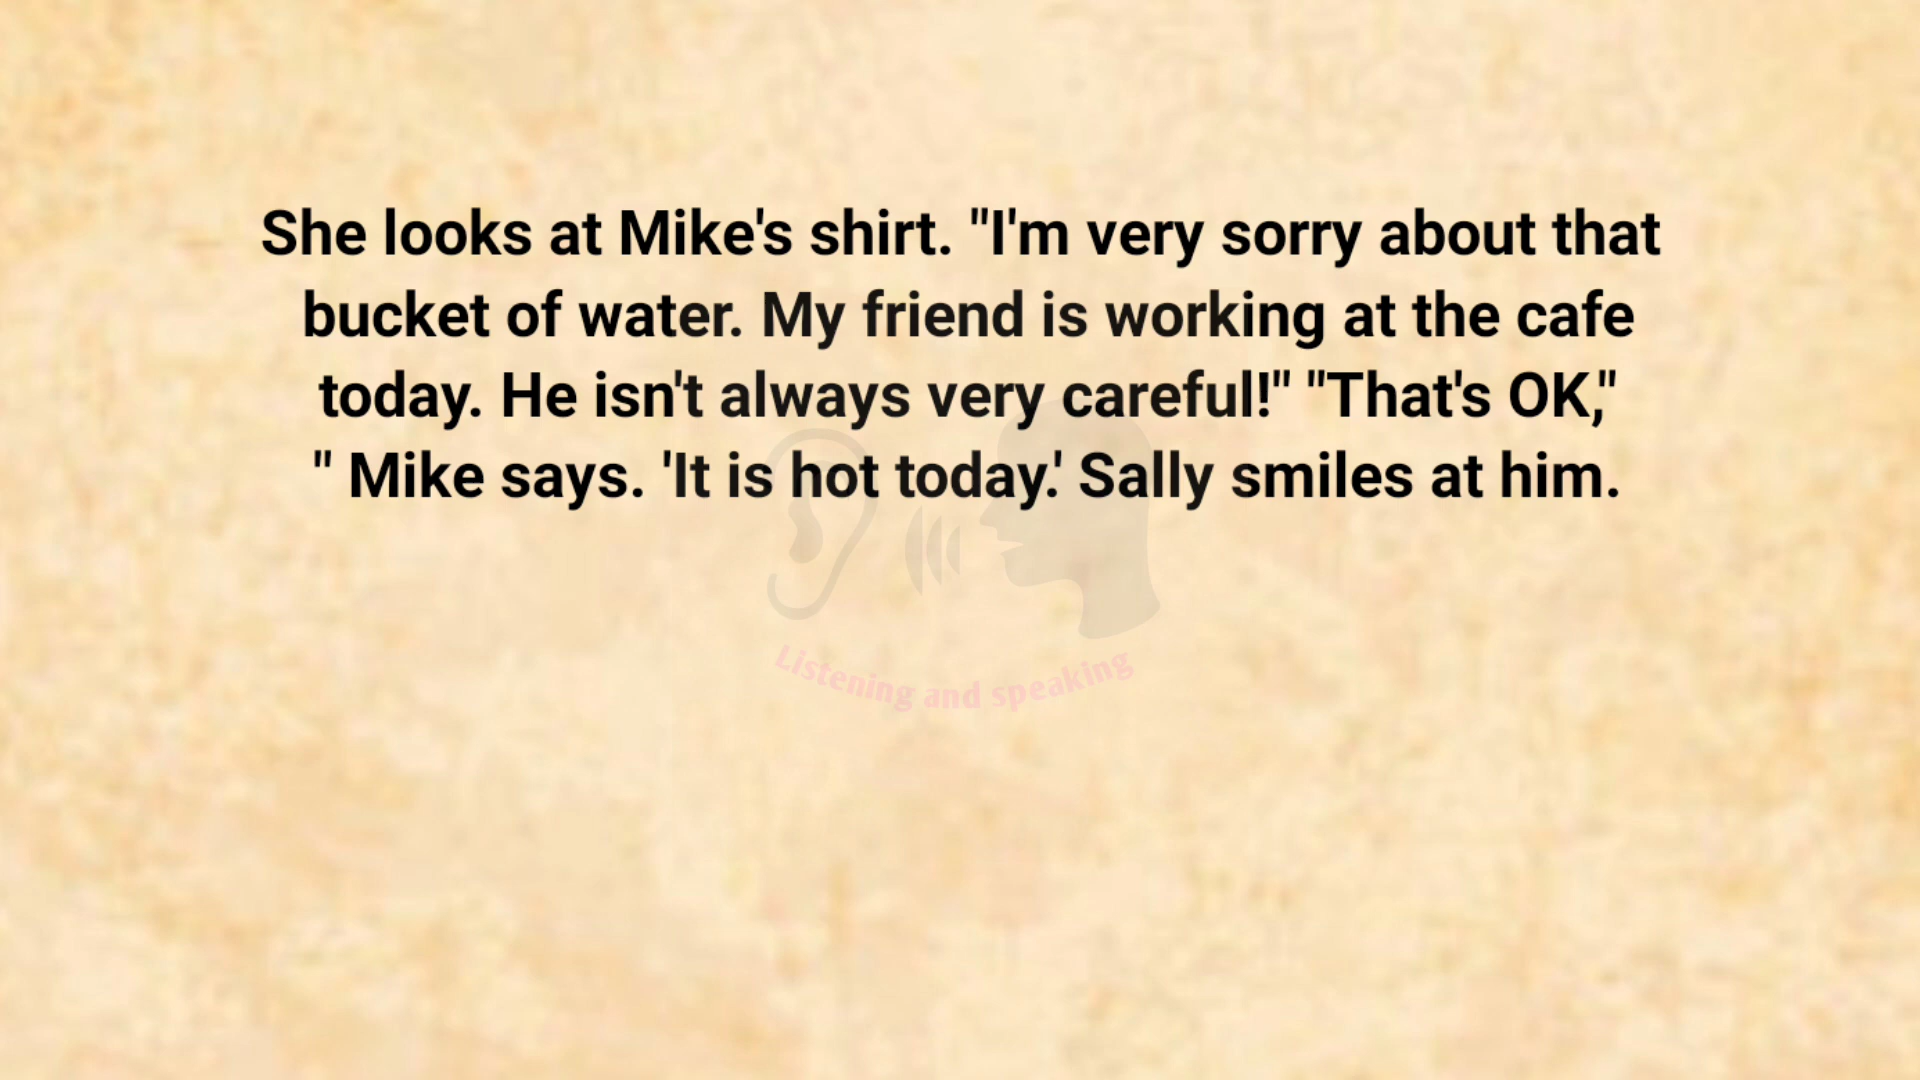 She looks at Mike's shirt. "I'm very sorry about that
bucket of water. My friend is working at the cafe
today. He isn't always very careful!" "That's OK,"
" Mike says. 'It is hot today.' Sally smiles at him.
Listening and speaking